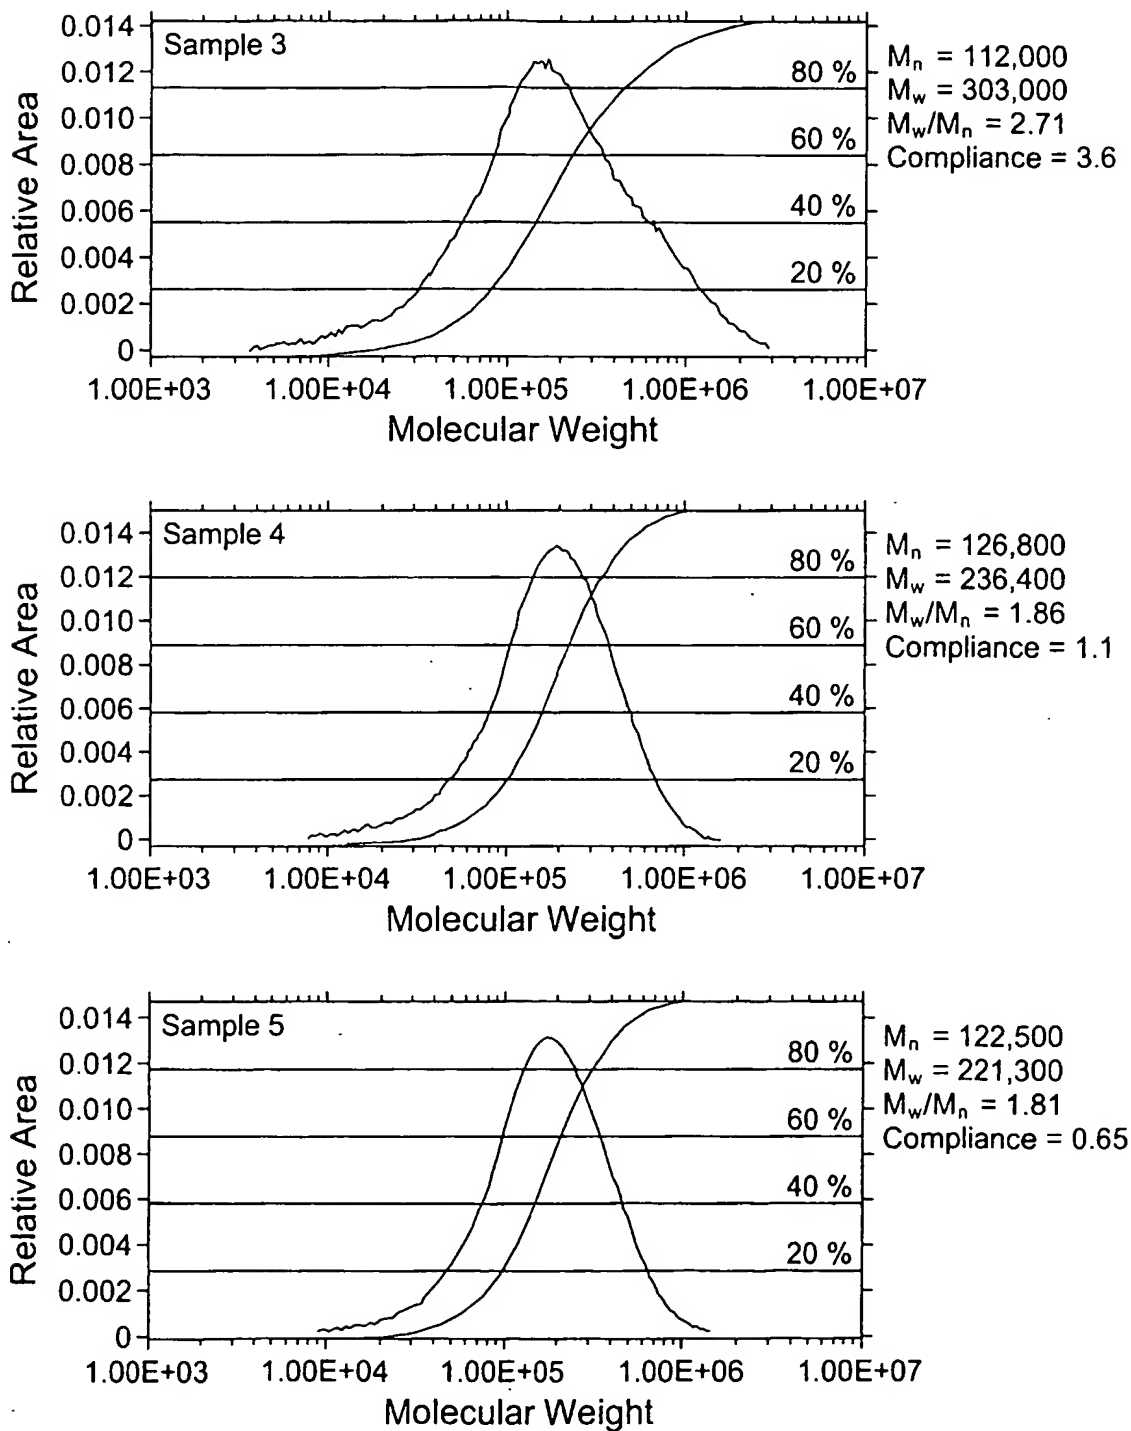 Sample 3
Relative Area
0.014
0.012
0.010
0.008
0.006
0.004
0.002
0
80 %
60 %
40 %
20 %
1.00E+03 1.00E+04 1.00E+05 1.00E+06 1.00E+07
Molecular Weight
Mn = 112,000
Mw = 303,000
Mw/Mn = 2.71
Compliance = 3.6
Sample 4
Relative Area
0.014
0.012
0.010
0.008
0.006
0.004
0.002
0
80 %
60 %
40 %
20 %
1.00E+03 1.00E+04 1.00E+05 1.00E+06 1.00E+07
Molecular Weight
Mn = 126,800
Mw = 236,400
Mw/Mn = 1.86
Compliance = 1.1
Sample 5
Relative Area
0.014
0.012
0.010
0.008
0.006
0.004
0.002
0
80 %
60 %
40 %
20 %
1.00E+03 1.00E+04 1.00E+05 1.00E+06 1.00E+07
Molecular Weight
Mn = 122,500
Mw = 221,300
Mw/Mn = 1.81
Compliance = 0.65